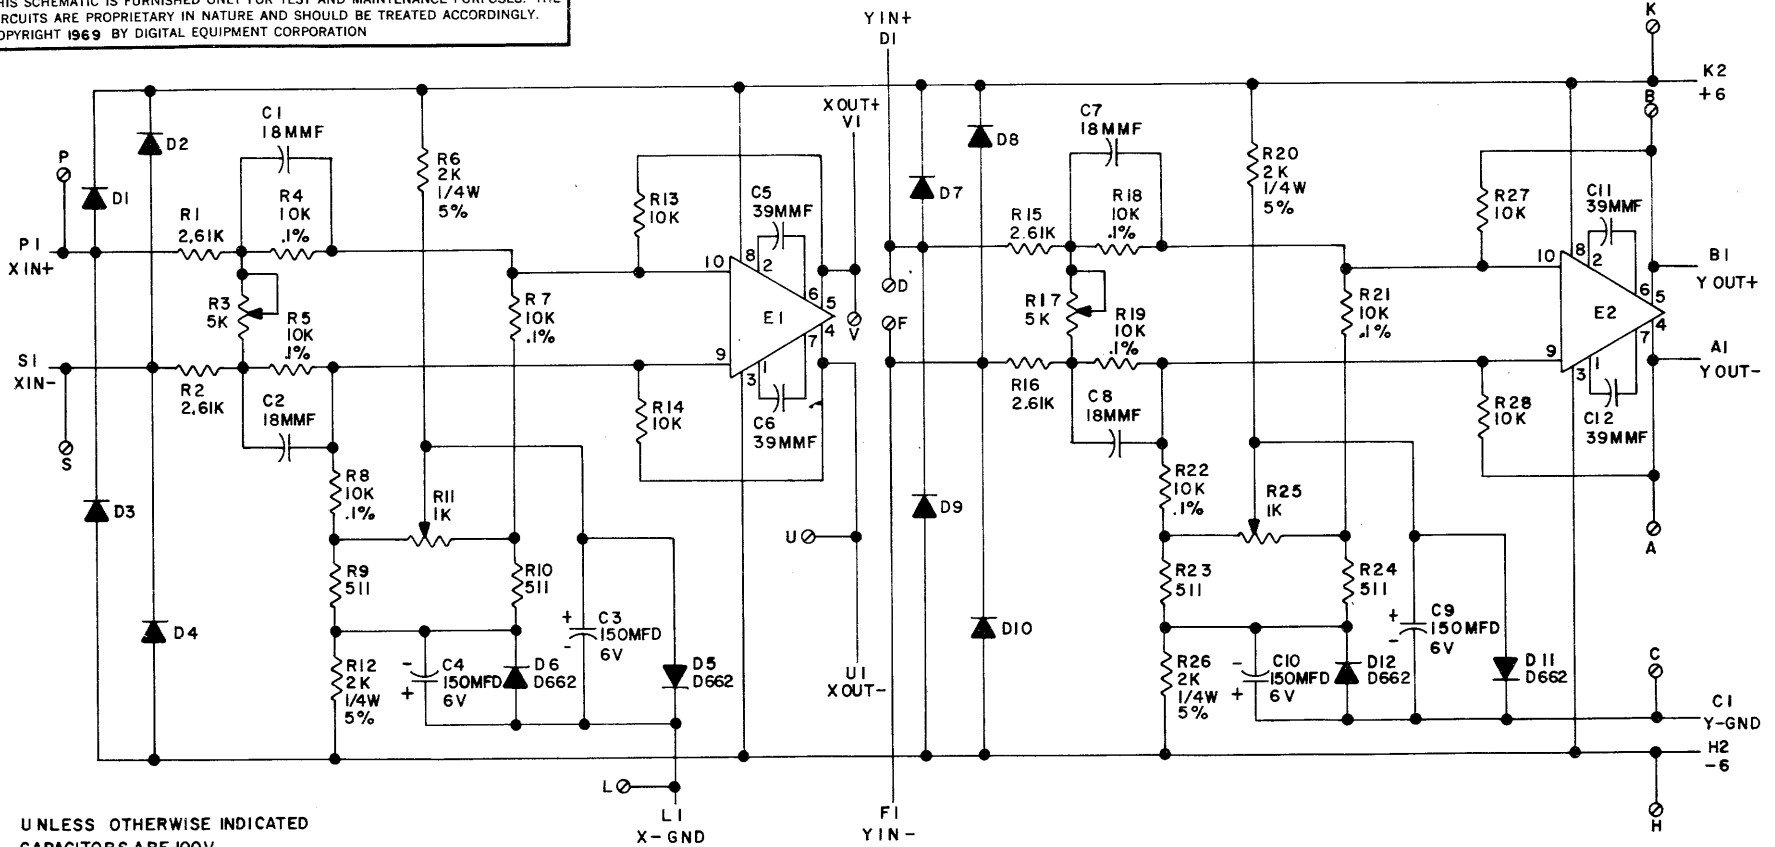 THIS SCHEMATIC IS FURNISHED ONLY FOR TEST AND MAINTENANCE PURPOSES. THE
CIRCUITS ARE PROPRIETARY IN NATURE AND SHOULD BE TREATED ACCORDINGLY.
COPYRIGHT 1969 BY DIGITAL EQUIPMENT CORPORATION
YIN+
D1
K
K2
+6
B
P
D1
P1
XIN+
S1
XIN-
S
D2
D3
D4
C1
18MMF
R1
2.61K
R4
10K
.1%
R3
5K
R5
10K
.1%
R2
2.61K
C2
18MMF
R6
2K
1/4W
5%
R7
10K
.1%
R8
10K
.1%
R11
1K
R9
511
R10
511
R12
2K
1/4W
5%
-
+
C4
150MFD
6V
D6
D662
+
-
C3
150MFD
6V
D5
D662
R13
10K
C5
39MMF
10
8
2
6
5
E1
4
7
9
1
3
R14
10K
C6
39MMF
XOUT+
V1
V
U
U1
XOUT-
L
L1
X-GND
D
F
D7
D8
D9
D10
F1
YIN-
C7
18MMF
R15
2.61K
R18
10K
.1%
R17
5K
R19
10K
.1%
R16
2.61K
C8
18MMF
R20
2K
1/4W
5%
R21
10K
.1%
R22
10K
.1%
R25
1K
R23
511
R24
511
R26
2K
1/4W
5%
-
+
C10
150MFD
6V
D12
D662
+
-
C9
150MFD
6V
D11
D662
R27
10K
C11
39MMF
10
8
2
6
5
E2
4
7
9
1
3
R28
10K
C12
39MMF
B1
YOUT+
A1
YOUT-
A
C
C1
Y-GND
H2
-6
H
UNLESS OTHERWISE INDICATED
CAPACITORS ARE 100V